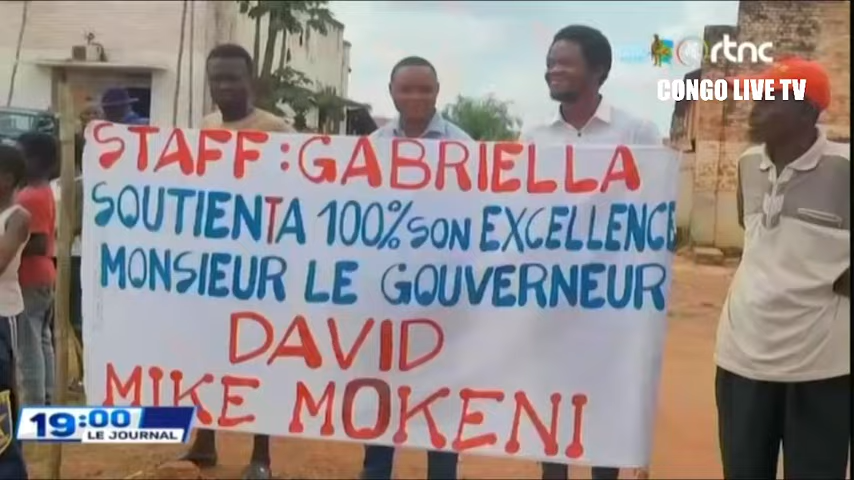 rtnc
CONGO LIVE TV
STAFF : GABRIELLA
SOUTIENT A 100% SON EXCELLENCE
MONSIEUR LE GOUVERNEUR
DAVID
MIKE MOKENI
19:00
LE JOURNAL